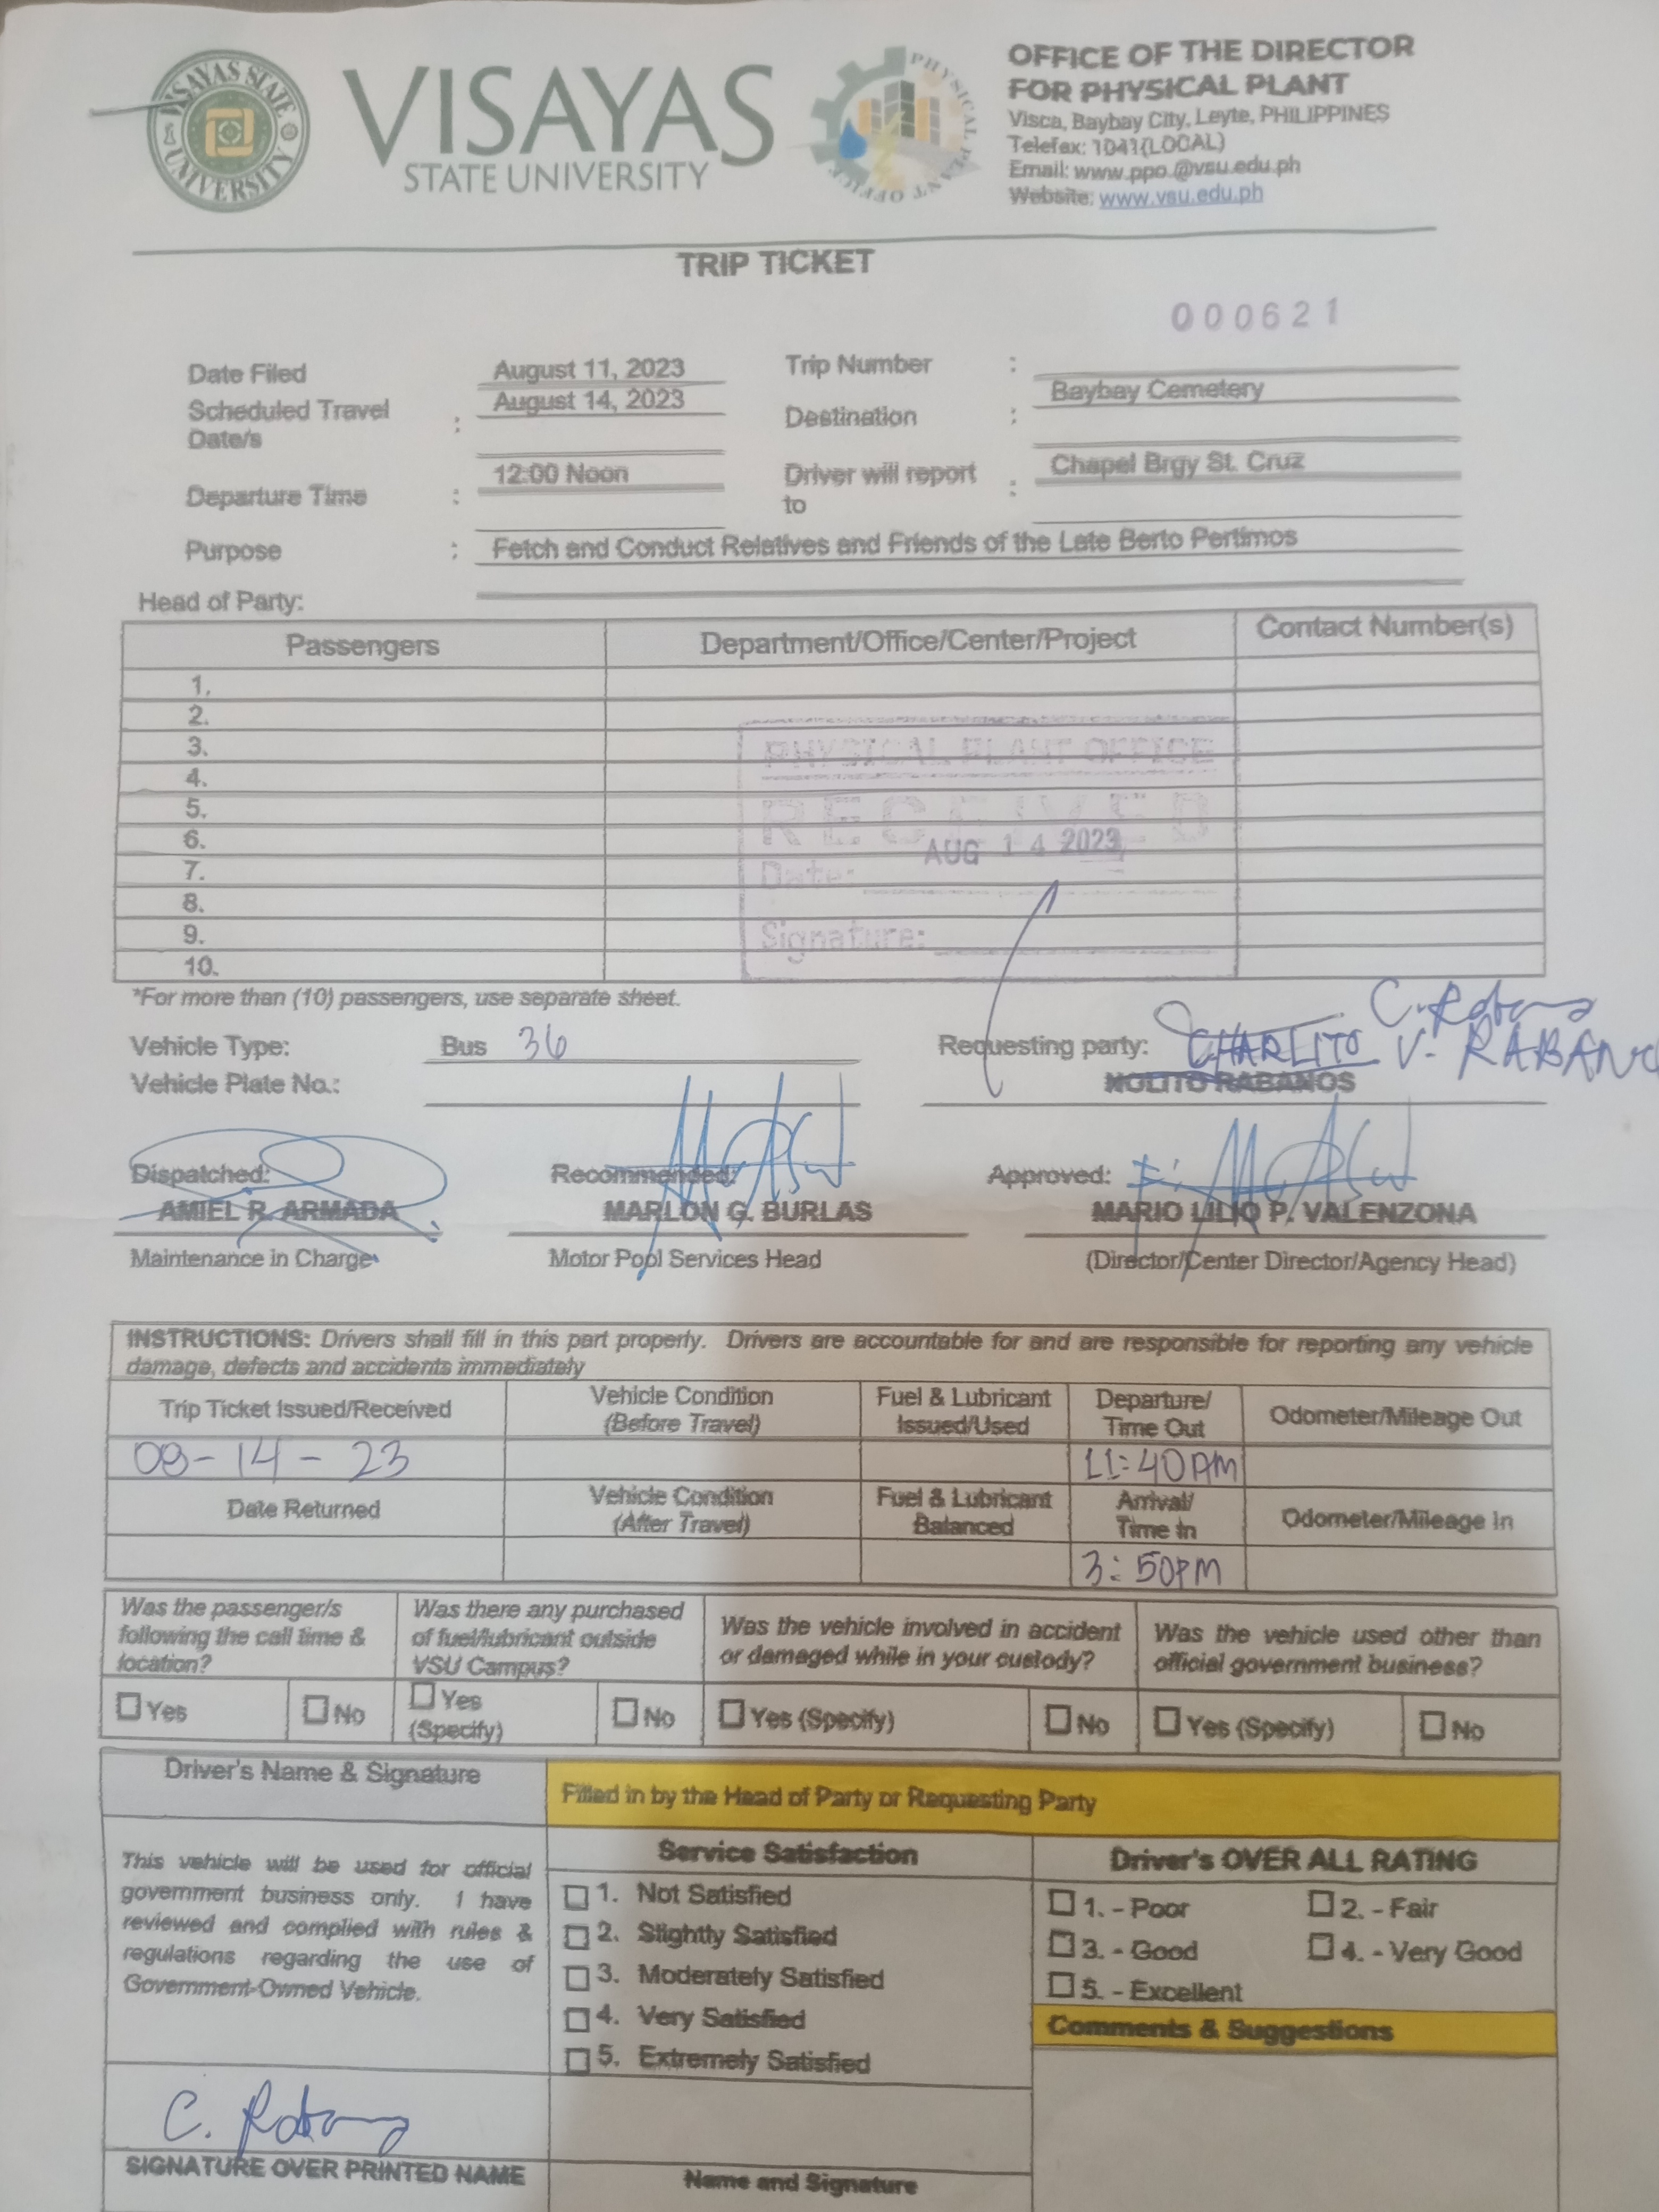 VISAYAS STATE UNIVERSITY
VISAYAS
STATE UNIVERSITY
PHYSICAL PLANT OFFICE
OFFICE OF THE DIRECTOR
FOR PHYSICAL PLANT
Visca, Baybay City, Leyte, PHILIPPINES
Telefax: 1041(LOCAL)
Email: www.ppo.@vsu.edu.ph
Website: www.vsu.edu.ph
TRIP TICKET
000621
Date Filed August 11, 2023 Trip Number :
Scheduled Travel Date/s : August 14, 2023 Destination : Baybay Cemetery
Departure Time : 12:00 Noon Driver will report to : Chapel Brgy St. Cruz
Purpose : Fetch and Conduct Relatives and Friends of the Late Berto Pertimos
Head of Party:
Passengers Department/Office/Center/Project Contact Number(s)
1.
2.
3.
4.
5.
6.
7.
8.
9.
10.
PHYSICAL PLANT OFFICE
RECEIVED
Date: AUG 14 2023
Signature:
*For more than (10) passengers, use separate sheet.
Vehicle Type: Bus 36 Requesting party: CHARLITO V. RABANO
Vehicle Plate No.: NOLITO RABANOS
Dispatched: Recommended: Approved:
AMIEL R. ARMADA MARLON G. BURLAS MARIO LILIO P. VALENZONA
Maintenance in Charge Motor Pool Services Head (Director/Center Director/Agency Head)
INSTRUCTIONS: Drivers shall fill in this part properly. Drivers are accountable for and are responsible for reporting any vehicle
damage, defects and accidents immediately
Trip Ticket Issued/Received Vehicle Condition (Before Travel) Fuel & Lubricant Issued/Used Departure/ Time Out Odometer/Mileage Out
08-14-23 11:40AM
Date Returned Vehicle Condition (After Travel) Fuel & Lubricant Balanced Arrival/ Time In Odometer/Mileage In
3:50PM
Was the passenger/s following the call time & location? Was there any purchased of fuel/lubricant outside VSU Campus? Was the vehicle involved in accident or damaged while in your custody? Was the vehicle used other than official government business?
Yes No Yes (Specify) No Yes (Specify) No Yes (Specify) No
Driver's Name & Signature
Filled in by the Head of Party or Requesting Party
This vehicle will be used for official
government business only. I have
reviewed and complied with rules &
regulations regarding the use of
Government-Owned Vehicle.
Service Satisfaction
1. Not Satisfied
2. Slightly Satisfied
3. Moderately Satisfied
4. Very Satisfied
5. Extremely Satisfied
Driver's OVER ALL RATING
1. - Poor 2. - Fair
3. - Good 4. - Very Good
5. - Excellent
Comments & Suggestions
SIGNATURE OVER PRINTED NAME
Name and Signature